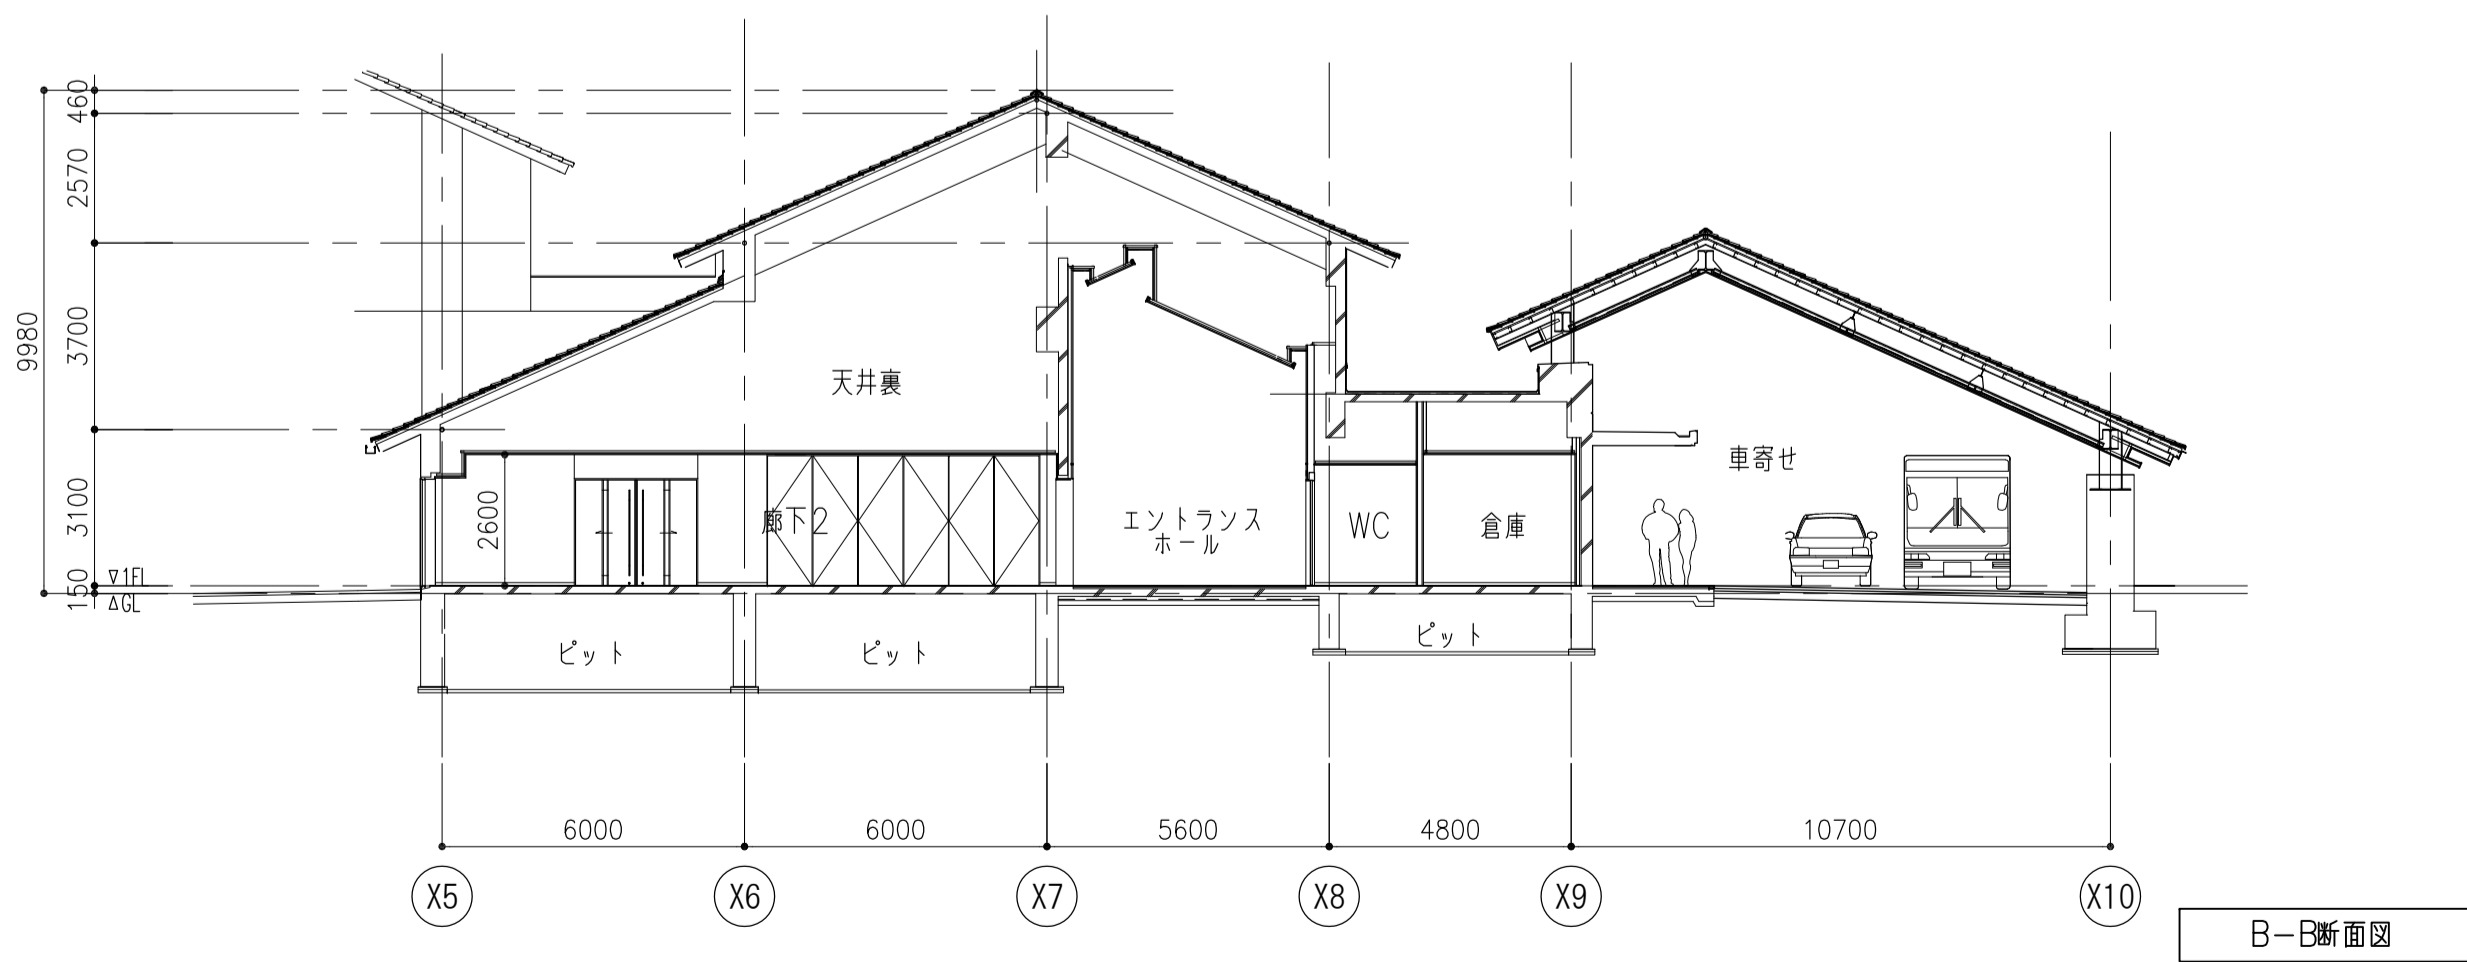 460
2570
3700
9980
3100
150
▽1FL
△GL
天井裏
2600
廊下2
エントランス
ホール
WC
倉庫
車寄せ
ピット
ピット
ピット
6000
6000
5600
4800
10700
X5
X6
X7
X8
X9
X10
B－B断面図